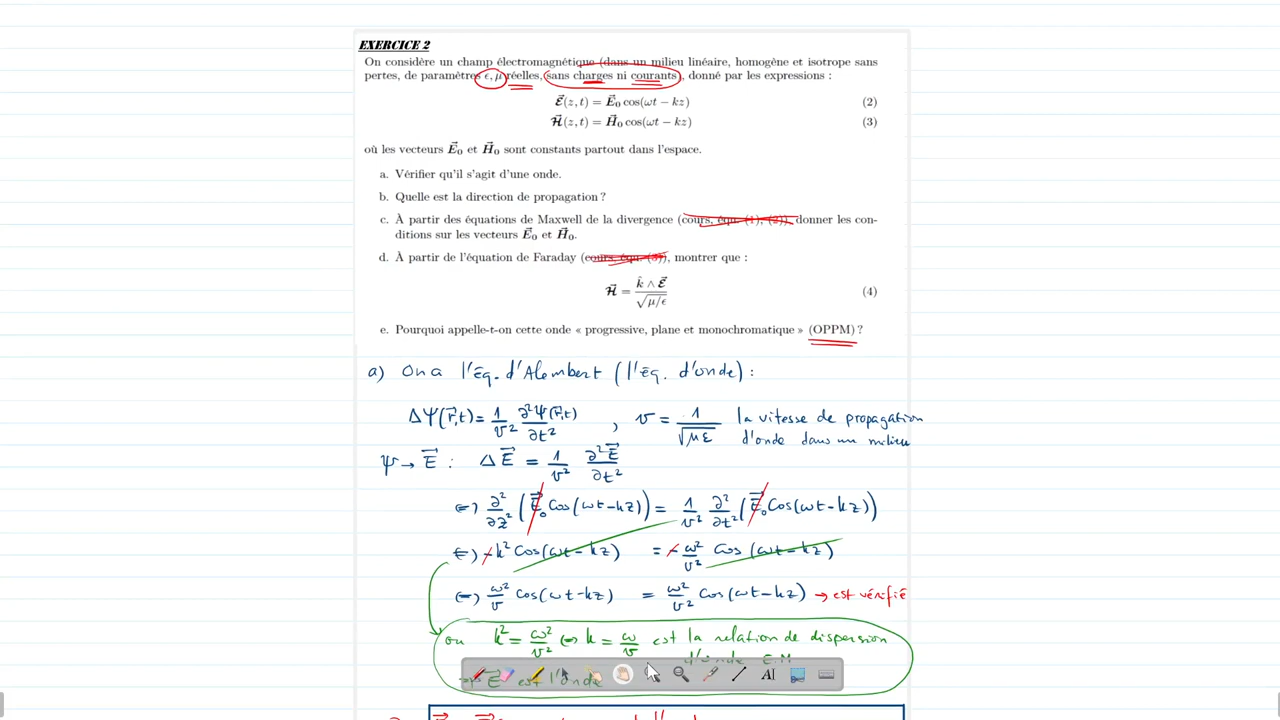 EXERCICE 2
On considère un champ électromagnétique (dans un milieu linéaire, homogène et isotrope sans
pertes, de paramètres ϵ, μ réelles, sans charges ni courants), donné par les expressions :
𝓔⃗(z, t) = E⃗₀ cos(ωt − kz) (2)
𝓗⃗(z, t) = H⃗₀ cos(ωt − kz) (3)
où les vecteurs E⃗₀ et H⃗₀ sont constants partout dans l'espace.
a. Vérifier qu'il s'agit d'une onde.
b. Quelle est la direction de propagation ?
c. À partir des équations de Maxwell de la divergence (cours, équ. (1), (2)), donner les con-
ditions sur les vecteurs E⃗₀ et H⃗₀.
d. À partir de l'équation de Faraday (cours, équ. (3)), montrer que :
𝓗⃗ = k̂ ∧ 𝓔⃗ / √μ/ϵ (4)
e. Pourquoi appelle-t-on cette onde « progressive, plane et monochromatique » (OPPM) ?
a) On a l'éq. d'Alembert (l'éq. d'onde) :
ΔΨ(r⃗,t) = 1/v² ∂²Ψ(r⃗,t)/∂t² , v = 1/√με la vitesse de propagation
d'onde dans un milieu
Ψ → E⃗ : ΔE⃗ = 1/v² ∂²E⃗/∂t²
⇔ ∂²/∂z² (E⃗₀ Cos(ωt − kz)) = 1/v² ∂²/∂t² (E⃗₀ Cos(ωt − kz))
⇔ −k² Cos(ωt − kz) = − ω²/v² Cos(ωt − kz)
⇔ ω²/v Cos(ωt − kz) = ω²/v² Cos(ωt − kz) → est vérifié
ou k² = ω²/v² ⇔ k = ω/v est la relation de dispersion
d'onde E.M
E⃗ est l'onde